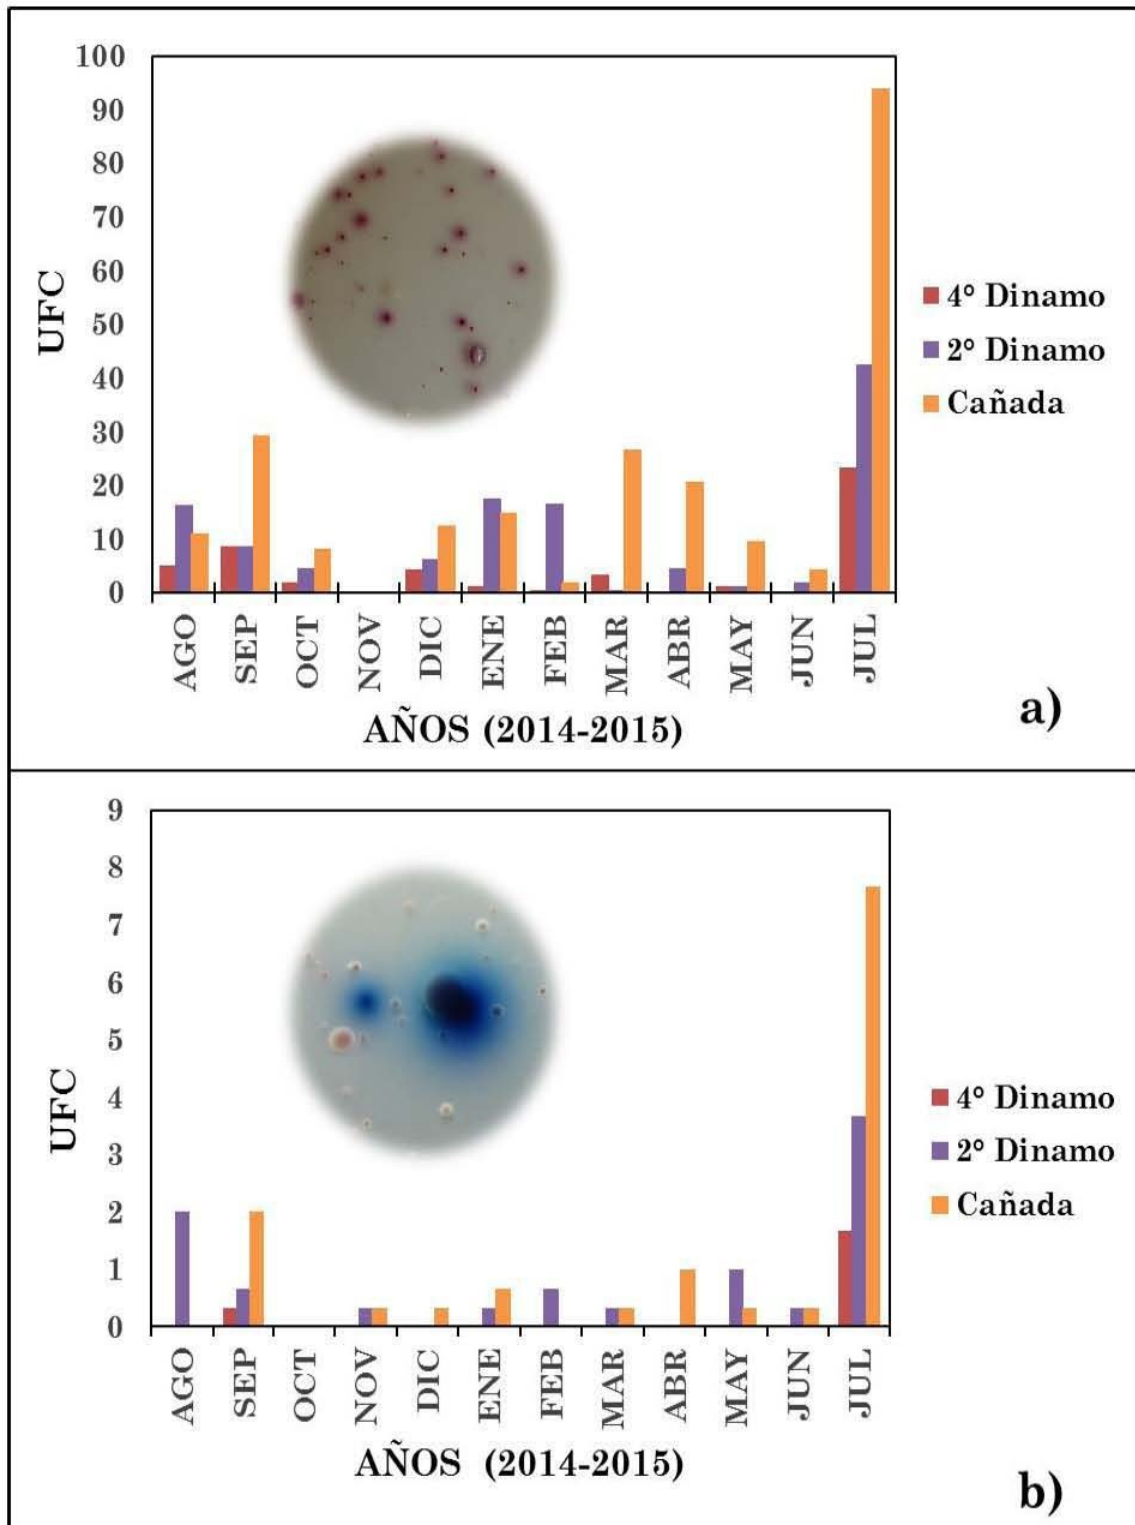 100
90
80
70
60
50
40
30
20
10
0
UFC
AGO
SEP
OCT
NOV
DIC
ENE
FEB
MAR
ABR
MAY
JUN
JUL
AÑOS (2014-2015)
4° Dinamo
2° Dinamo
Cañada
a)
9
8
7
6
5
4
3
2
1
0
UFC
AGO
SEP
OCT
NOV
DIC
ENE
FEB
MAR
ABR
MAY
JUN
JUL
AÑOS (2014-2015)
4° Dinamo
2° Dinamo
Cañada
b)